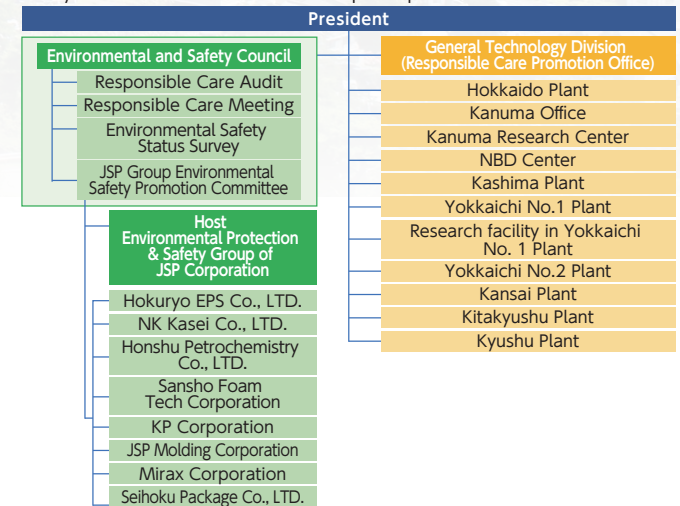 President
Environmental and Safety Council
Responsible Care Audit
Responsible Care Meeting
Environmental Safety
Status Survey
JSP Group Environmental
Safety Promotion Committee
Host
Environmental Protection
& Safety Group of
JSP Corporation
Hokuryo EPS Co., LTD.
NK Kasei Co., LTD.
Honshu Petrochemistry
Co., LTD.
Sansho Foam
Tech Corporation
KP Corporation
JSP Molding Corporation
Mirax Corporation
Seihoku Package Co., LTD.
General Technology Division
(Responsible Care Promotion Office)
Hokkaido Plant
Kanuma Office
Kanuma Research Center
NBD Center
Kashima Plant
Yokkaichi No.1 Plant
Research facility in Yokkaichi
No. 1 Plant
Yokkaichi No.2 Plant
Kansai Plant
Kitakyushu Plant
Kyushu Plant